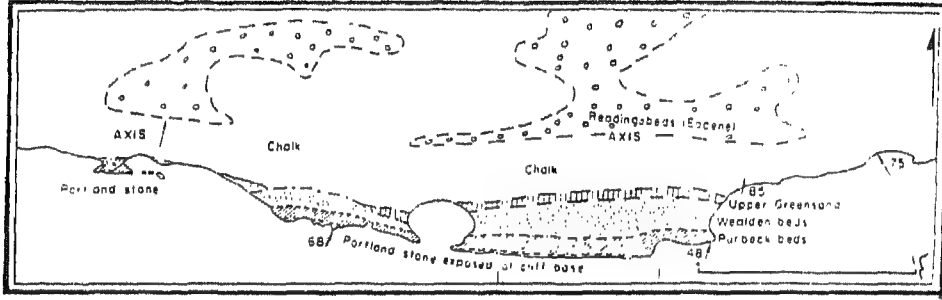 Readingsbeds (Eocene)
AXIS
AXIS
Chalk
Chalk
75
Portland stone
85
Upper Greensand
Wealden beds
Purbeck beds
68
Portland stone exposed at cliff base
48